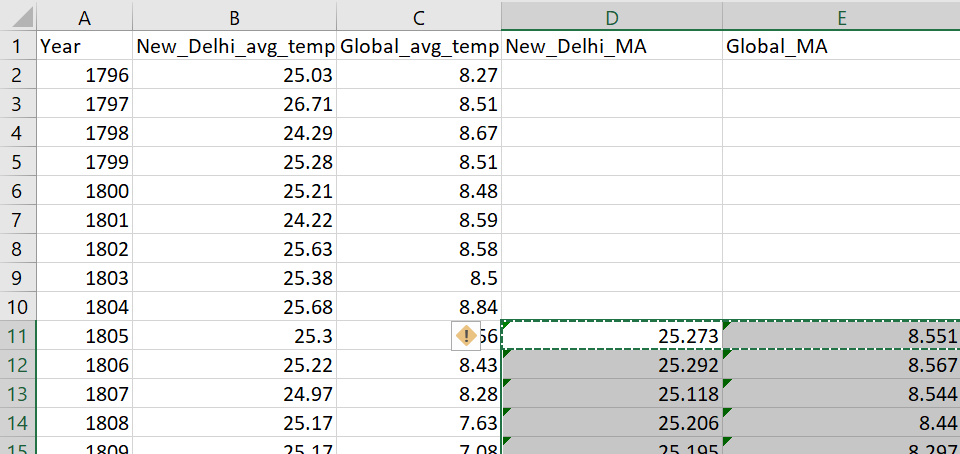 A B C D E
1 Year New_Delhi_avg_temp Global_avg_temp New_Delhi_MA Global_MA
2 1796 25.03 8.27
3 1797 26.71 8.51
4 1798 24.29 8.67
5 1799 25.28 8.51
6 1800 25.21 8.48
7 1801 24.22 8.59
8 1802 25.63 8.58
9 1803 25.38 8.5
10 1804 25.68 8.84
11 1805 25.3 ! 56 25.273 8.551
12 1806 25.22 8.43 25.292 8.567
13 1807 24.97 8.28 25.118 8.544
14 1808 25.17 7.63 25.206 8.44
15 1809 25.17 7.08 25.195 8.297